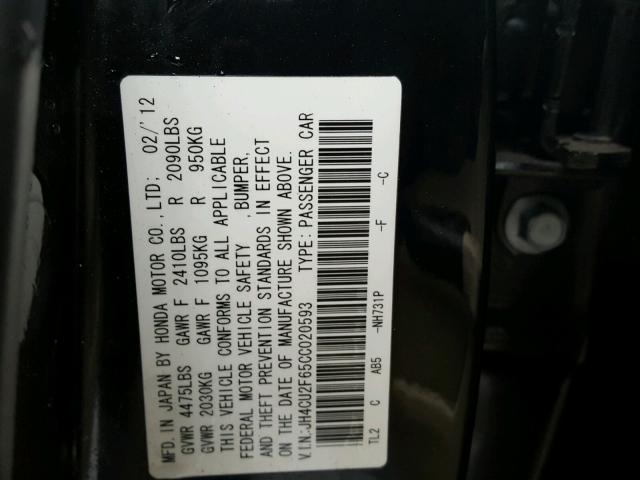 MFD.IN JAPAN BY HONDA MOTOR CO.,LTD; 02/'12
GVWR 4475LBS GAWR F 2410LBS R 2090LBS
GVWR 2030KG GAWR F 1095KG R 950KG
THIS VEHICLE CONFORMS TO ALL APPLICABLE
FEDERAL MOTOR VEHICLE SAFETY ,BUMPER,
AND THEFT PREVENTION STANDARDS IN EFFECT
ON THE DATE OF MANUFACTURE SHOWN ABOVE.
V.I.N.:JH4CU2F65CC020593 TYPE: PASSENGER CAR
TL2 C AB5 -NH731P -F -C